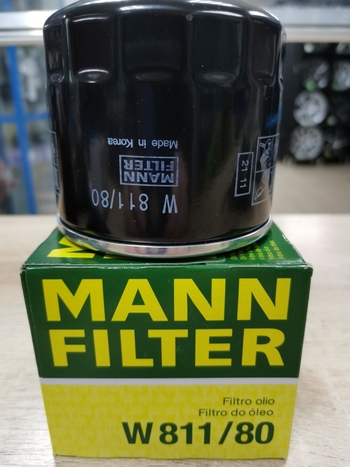 Made in Korea
MANN
FILTER
W 811/80
21 11
MANN
FILTER
Filtro olio
Filtro do óleo
W 811/80